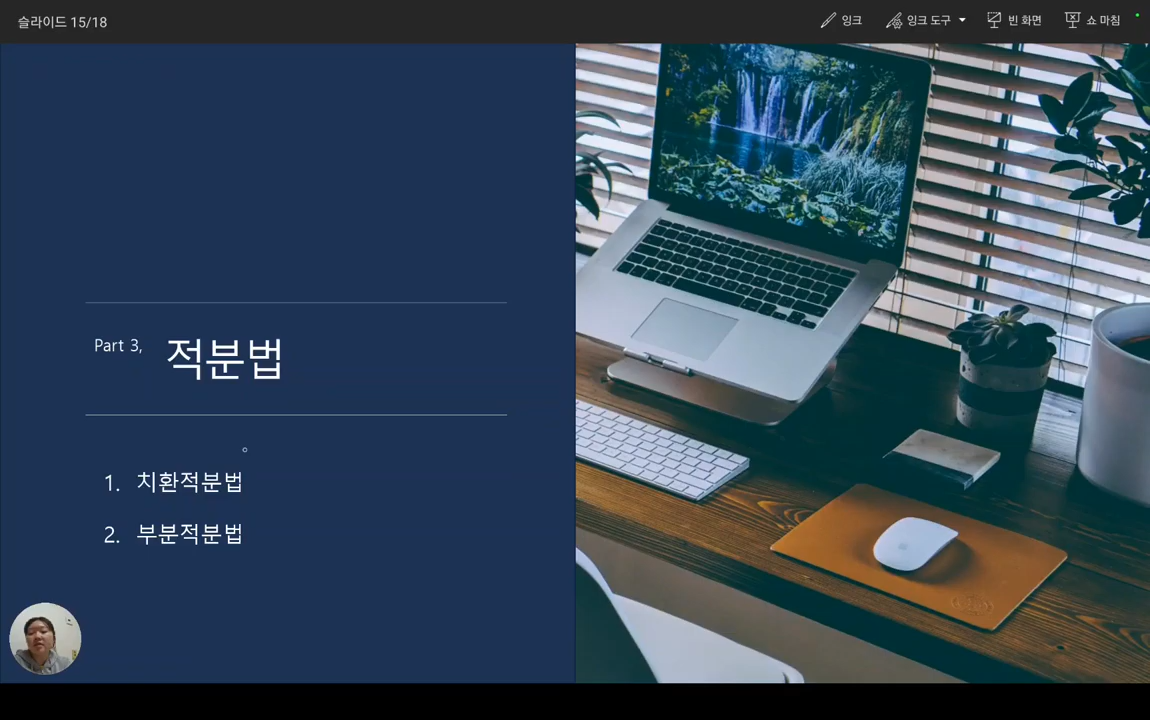 슬라이드 15/18
잉크
잉크 도구
빈 화면
쇼 마침
Part 3,
적분법
1. 치환적분법
2. 부분적분법